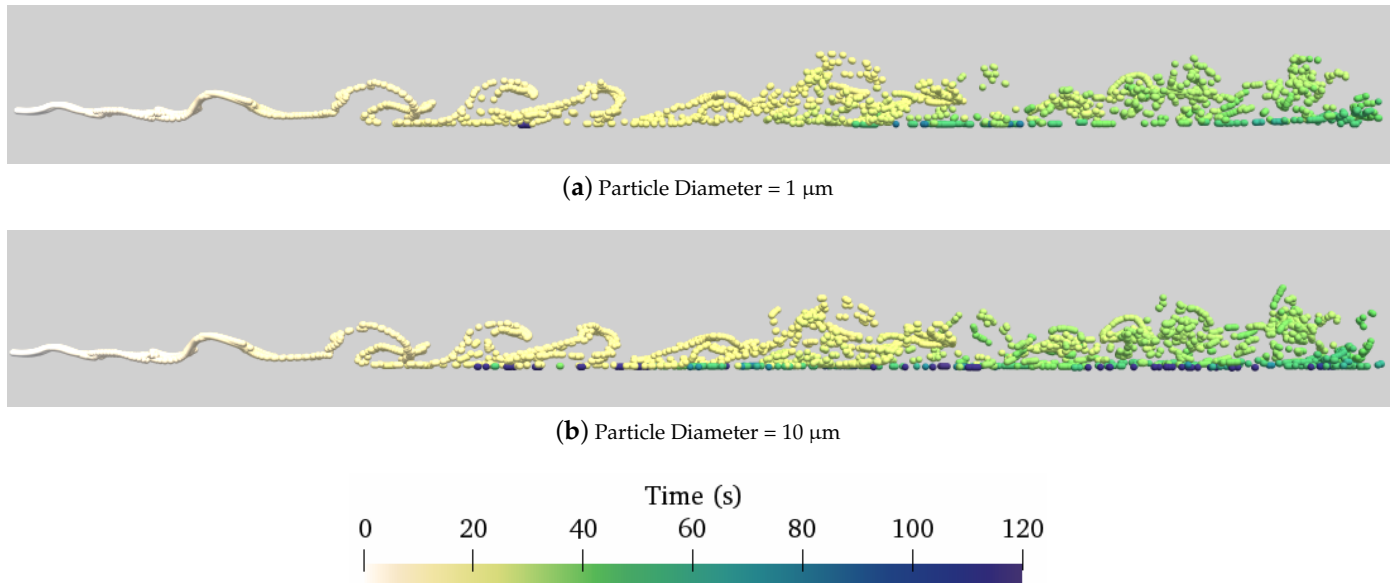 (a) Particle Diameter = 1 µm
(b) Particle Diameter = 10 µm
Time (s)
0 20 40 60 80 100 120